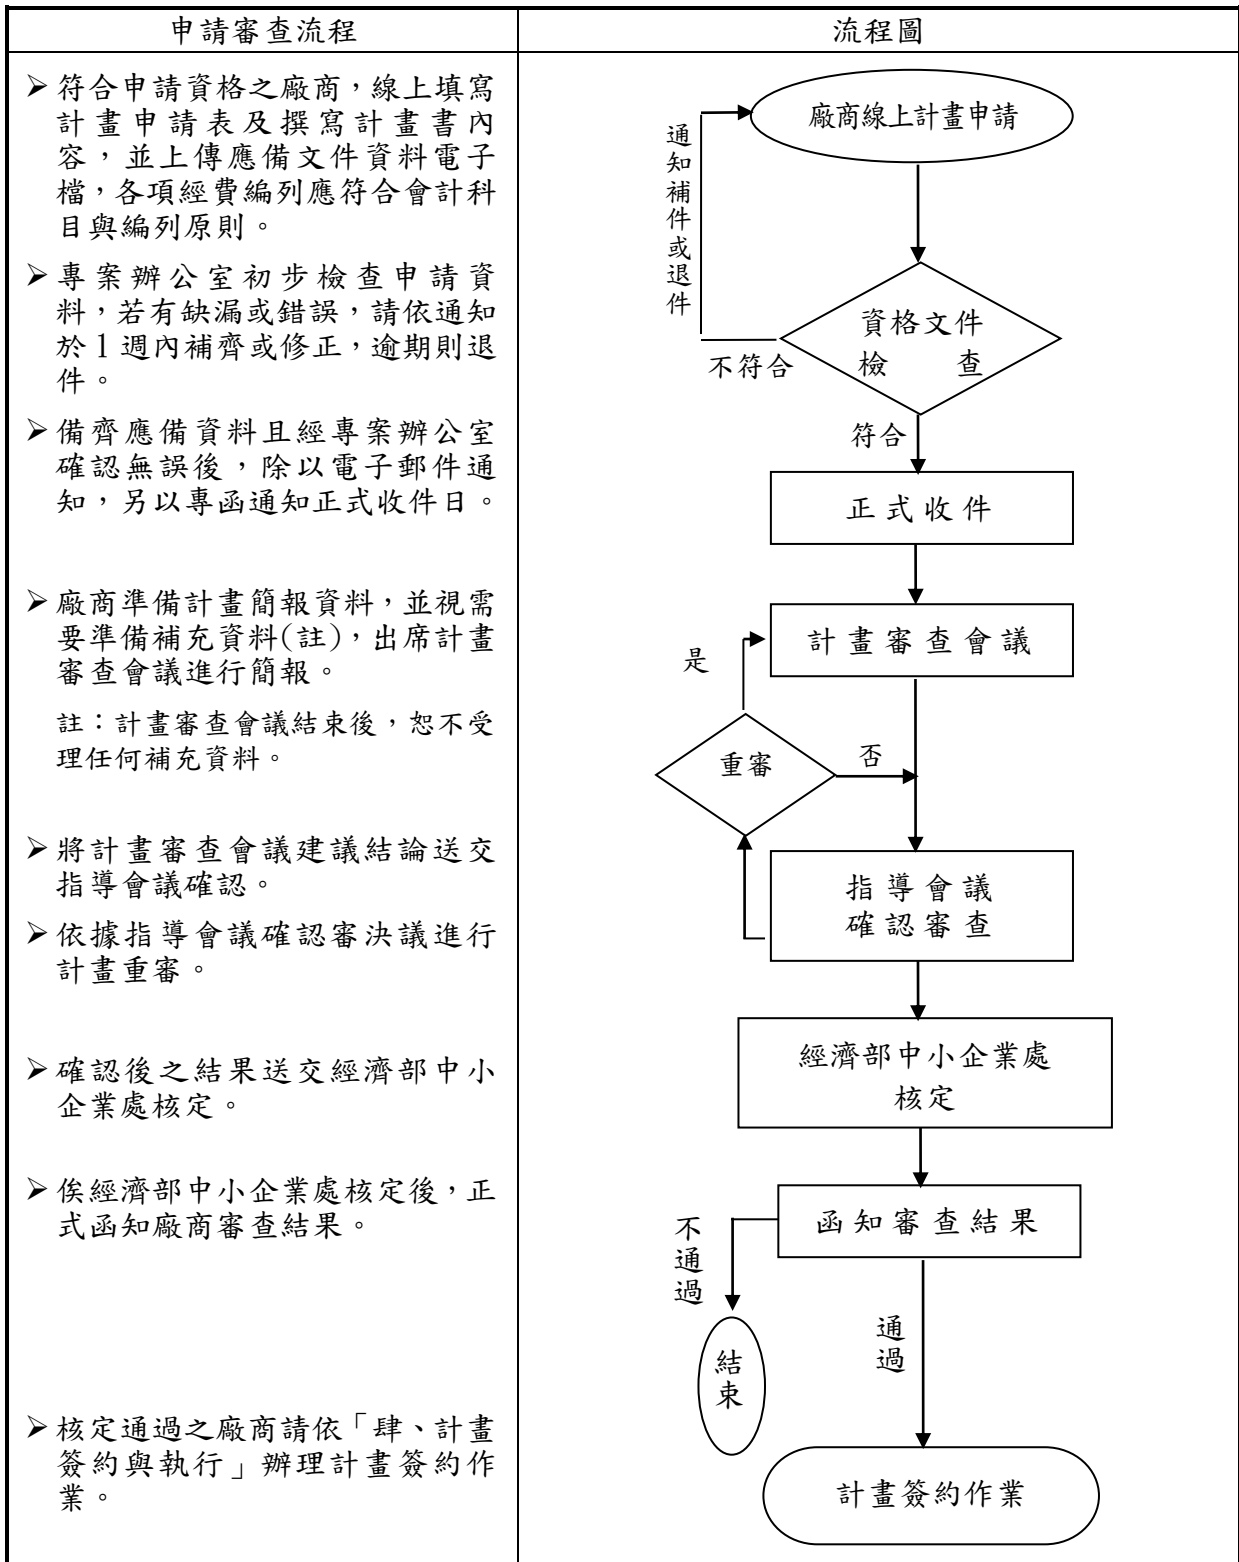 申請審查流程
流程圖
➢符合申請資格之廠商，線上填寫
計畫申請表及撰寫計畫書內
容，並上傳應備文件資料電子
檔，各項經費編列應符合會計科
目與編列原則。
➢專案辦公室初步檢查申請資
料，若有缺漏或錯誤，請依通知
於1週內補齊或修正，逾期則退
件。
➢備齊應備資料且經專案辦公室
確認無誤後，除以電子郵件通
知，另以專函通知正式收件日。
➢廠商準備計畫簡報資料，並視需
要準備補充資料(註)，出席計畫
審查會議進行簡報。
註：計畫審查會議結束後，恕不受
理任何補充資料。
➢將計畫審查會議建議結論送交
指導會議確認。
➢依據指導會議確認審決議進行
計畫重審。
➢確認後之結果送交經濟部中小
企業處核定。
➢俟經濟部中小企業處核定後，正
式函知廠商審查結果。
➢核定通過之廠商請依「肆、計畫
簽約與執行」辦理計畫簽約作
業。
廠商線上計畫申請
通知補件或退件
資格文件
檢查
不符合
符合
正式收件
計畫審查會議
是
重審
否
指導會議
確認審查
經濟部中小企業處
核定
函知審查結果
不通過
通過
結束
計畫簽約作業